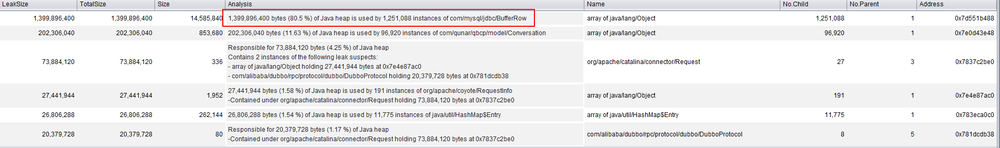 LeakSize TotalSize Size Analysis Name No.Child No.Parent Address
1,399,896,400 1,399,896,400 14,585,840 1,399,896,400 bytes (80.5 %) of Java heap is used by 1,251,088 instances of com/mysql/jdbc/BufferRow array of java/lang/Object 1,251,088 1 0x7d551b488
202,306,040 202,306,040 853,680 202,306,040 bytes (11.63 %) of Java heap is used by 96,920 instances of com/qunar/qbcp/model/Conversation array of java/lang/Object 96,920 1 0x7e0d43e48
Responsible for 73,884,120 bytes (4.25 %) of Java heap
Contains 2 instances of the following leak suspects:
73,884,120 73,884,120 336 - array of java/lang/Object holding 27,441,944 bytes at 0x7e4e87ac0 org/apache/catalina/connector/Request 27 3 0x7837c2be0
- com/alibaba/dubbo/rpc/protocol/dubbo/DubboProtocol holding 20,379,728 bytes at 0x781dcdb38
27,441,944 bytes (1.58 %) of Java heap is used by 191 instances of org/apache/coyote/RequestInfo
27,441,944 27,441,944 1,952 -Contained under org/apache/catalina/connector/Request holding 73,884,120 bytes at 0x7837c2be0 array of java/lang/Object 191 1 0x7e4e87ac0
26,806,288 26,806,288 262,144 26,806,288 bytes (1.54 %) of Java heap is used by 11,775 instances of java/util/HashMap$Entry array of java/util/HashMap$Entry 11,775 1 0x783eca0c0
Responsible for 20,379,728 bytes (1.17 %) of Java heap
20,379,728 20,379,728 80 -Contained under org/apache/catalina/connector/Request holding 73,884,120 bytes at 0x7837c2be0 com/alibaba/dubbo/rpc/protocol/dubbo/DubboProtocol 8 5 0x781dcdb38